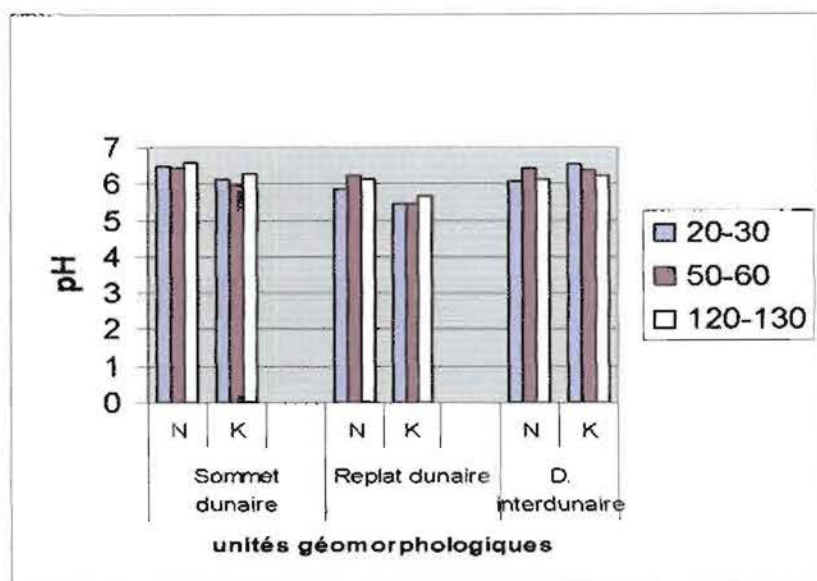 7
6
5
4
3
2
1
0
pH
N K N K N K
Sommet dunaire
Replat dunaire
D. interdunaire
unités géomorphologiques
20-30
50-60
120-130